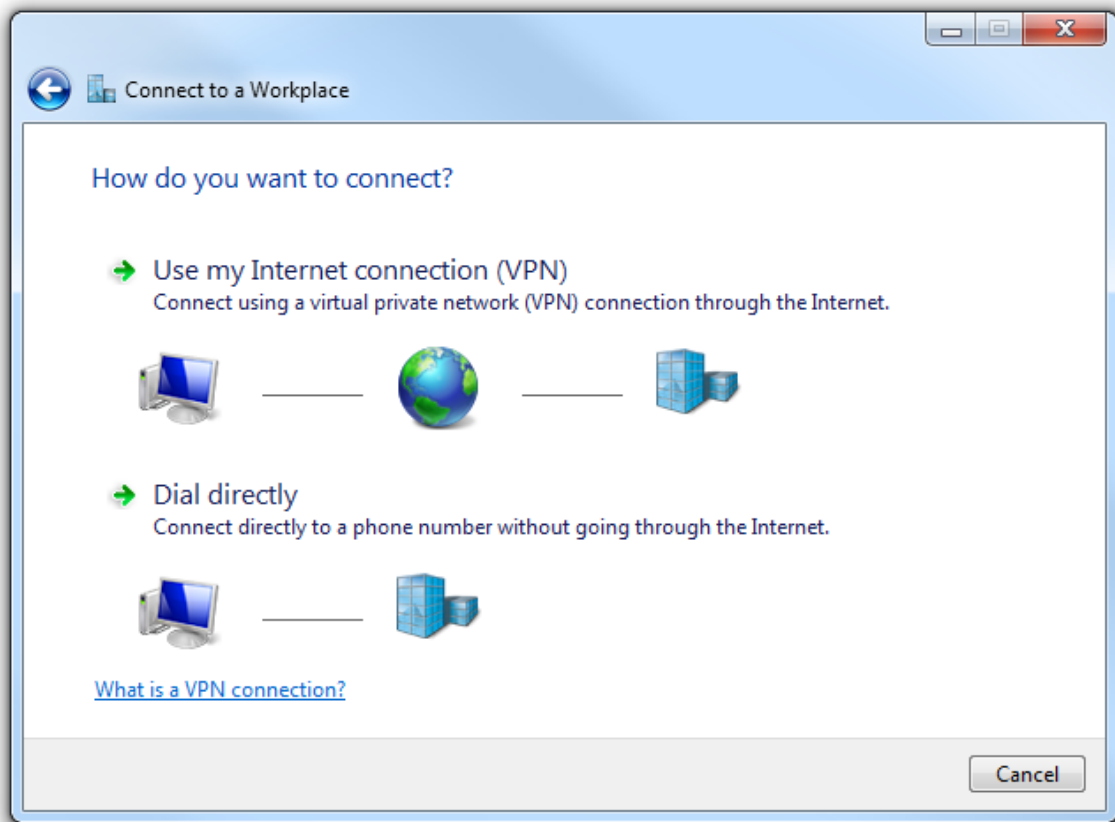 Connect to a Workplace
How do you want to connect?
Use my Internet connection (VPN)
Connect using a virtual private network (VPN) connection through the Internet.
Dial directly
Connect directly to a phone number without going through the Internet.
What is a VPN connection?
Cancel